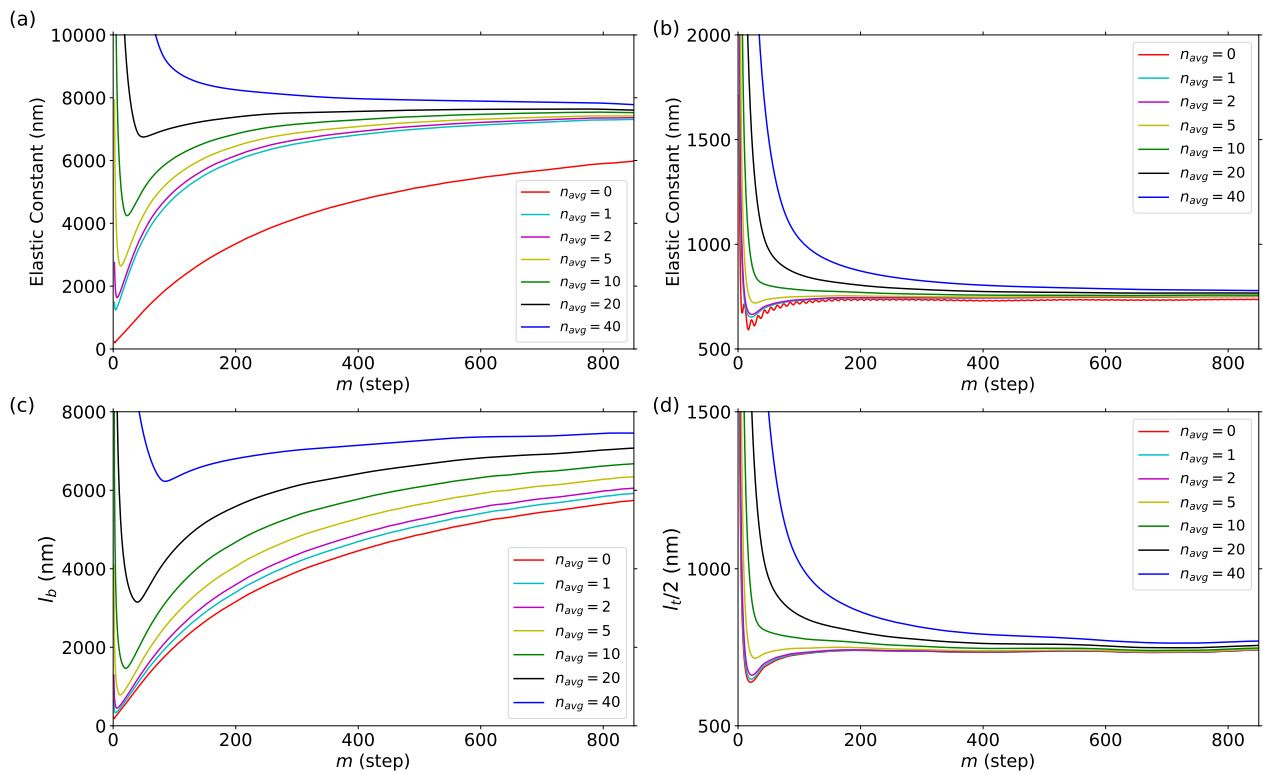 (a)
Elastic Constant (nm)
10000
8000
6000
4000
2000
0
0 200 400 600 800
m (step)
n_avg = 0
n_avg = 1
n_avg = 2
n_avg = 5
n_avg = 10
n_avg = 20
n_avg = 40
(b)
Elastic Constant (nm)
2000
1500
1000
500
0 200 400 600 800
m (step)
n_avg = 0
n_avg = 1
n_avg = 2
n_avg = 5
n_avg = 10
n_avg = 20
n_avg = 40
(c)
l_b (nm)
8000
6000
4000
2000
0
0 200 400 600 800
m (step)
n_avg = 0
n_avg = 1
n_avg = 2
n_avg = 5
n_avg = 10
n_avg = 20
n_avg = 40
(d)
l_t/2 (nm)
1500
1000
500
0 200 400 600 800
m (step)
n_avg = 0
n_avg = 1
n_avg = 2
n_avg = 5
n_avg = 10
n_avg = 20
n_avg = 40